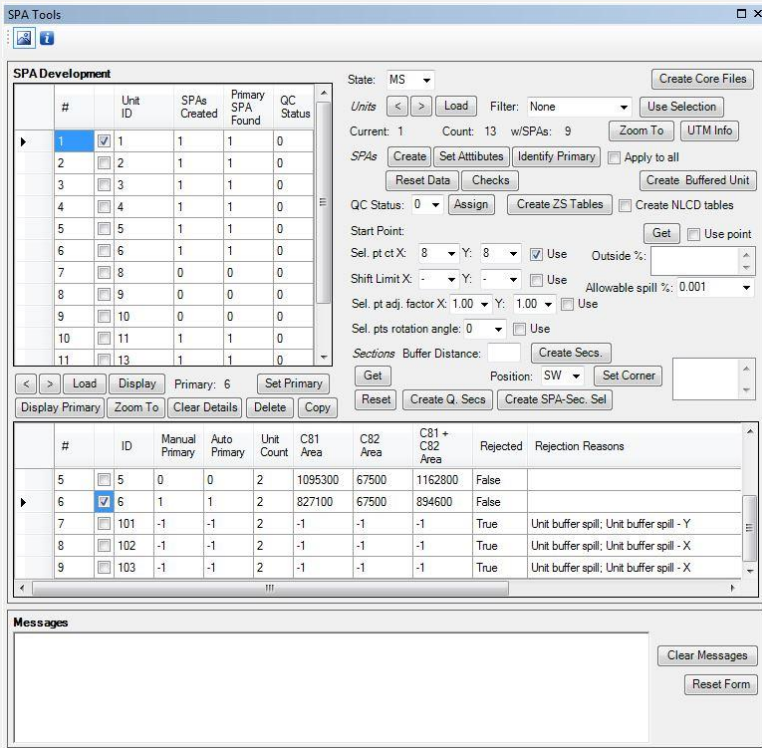 SPA Tools
SPA Development
# Unit ID SPAs Created Primary SPA Found QC Status
1 1 1 1 0
2 2 1 1 0
3 3 1 1 0
4 4 1 1 0
5 5 1 1 0
6 6 1 1 0
7 8 0 0 0
8 9 0 0 0
9 10 0 0 0
10 11 1 1 0
11 13 1 1 0
< > Load Display Primary: 6 Set Primary
Display Primary Zoom To Clear Details Delete Copy
State: MS Create Core Files
Units < > Load Filter: None Use Selection
Current: 1 Count: 13 w/SPAs: 9 Zoom To UTM Info
SPAs Create Set Atttibutes Identify Primary Apply to all
Reset Data Checks Create Buffered Unit
QC Status: 0 Assign Create ZS Tables Create NLCD tables
Start Point: Get Use point
Sel. pt ct X: 8 Y: 8 Use Outside %:
Shift Limit X: - Y: - Use Allowable spill %: 0.001
Sel. pt adj. factor X: 1.00 Y: 1.00 Use
Sel. pts rotation angle: 0 Use
Sections Buffer Distance: Create Secs.
Get Position: SW Set Corner
Reset Create Q. Secs Create SPA-Sec. Sel
# ID Manual Primary Auto Primary Unit Count C81 Area C82 Area C81 + C82 Area Rejected Rejection Reasons
5 5 0 0 2 1095300 67500 1162800 False
6 6 1 1 2 827100 67500 894600 False
7 101 -1 -1 2 -1 -1 -1 True Unit buffer spill; Unit buffer spill - Y
8 102 -1 -1 2 -1 -1 -1 True Unit buffer spill; Unit buffer spill - X
9 103 -1 -1 2 -1 -1 -1 True Unit buffer spill; Unit buffer spill - X
Messages
Clear Messages
Reset Form